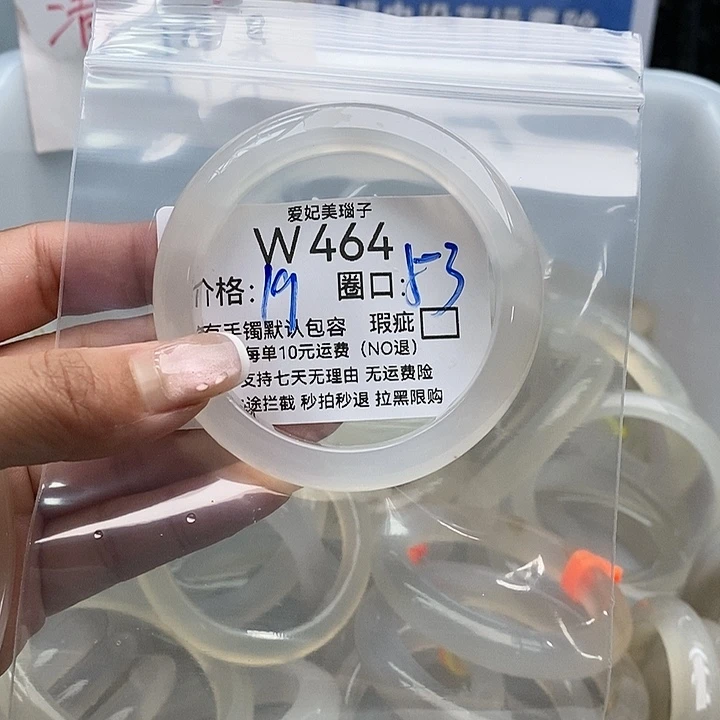 爱妃美瑙子
W464
价格:19 圈口:53
手镯默认包容 瑕疵
每单10元运费（NO退）
支持七天无理由 无运费险
途拦截 秒拍秒退 拉黑限购